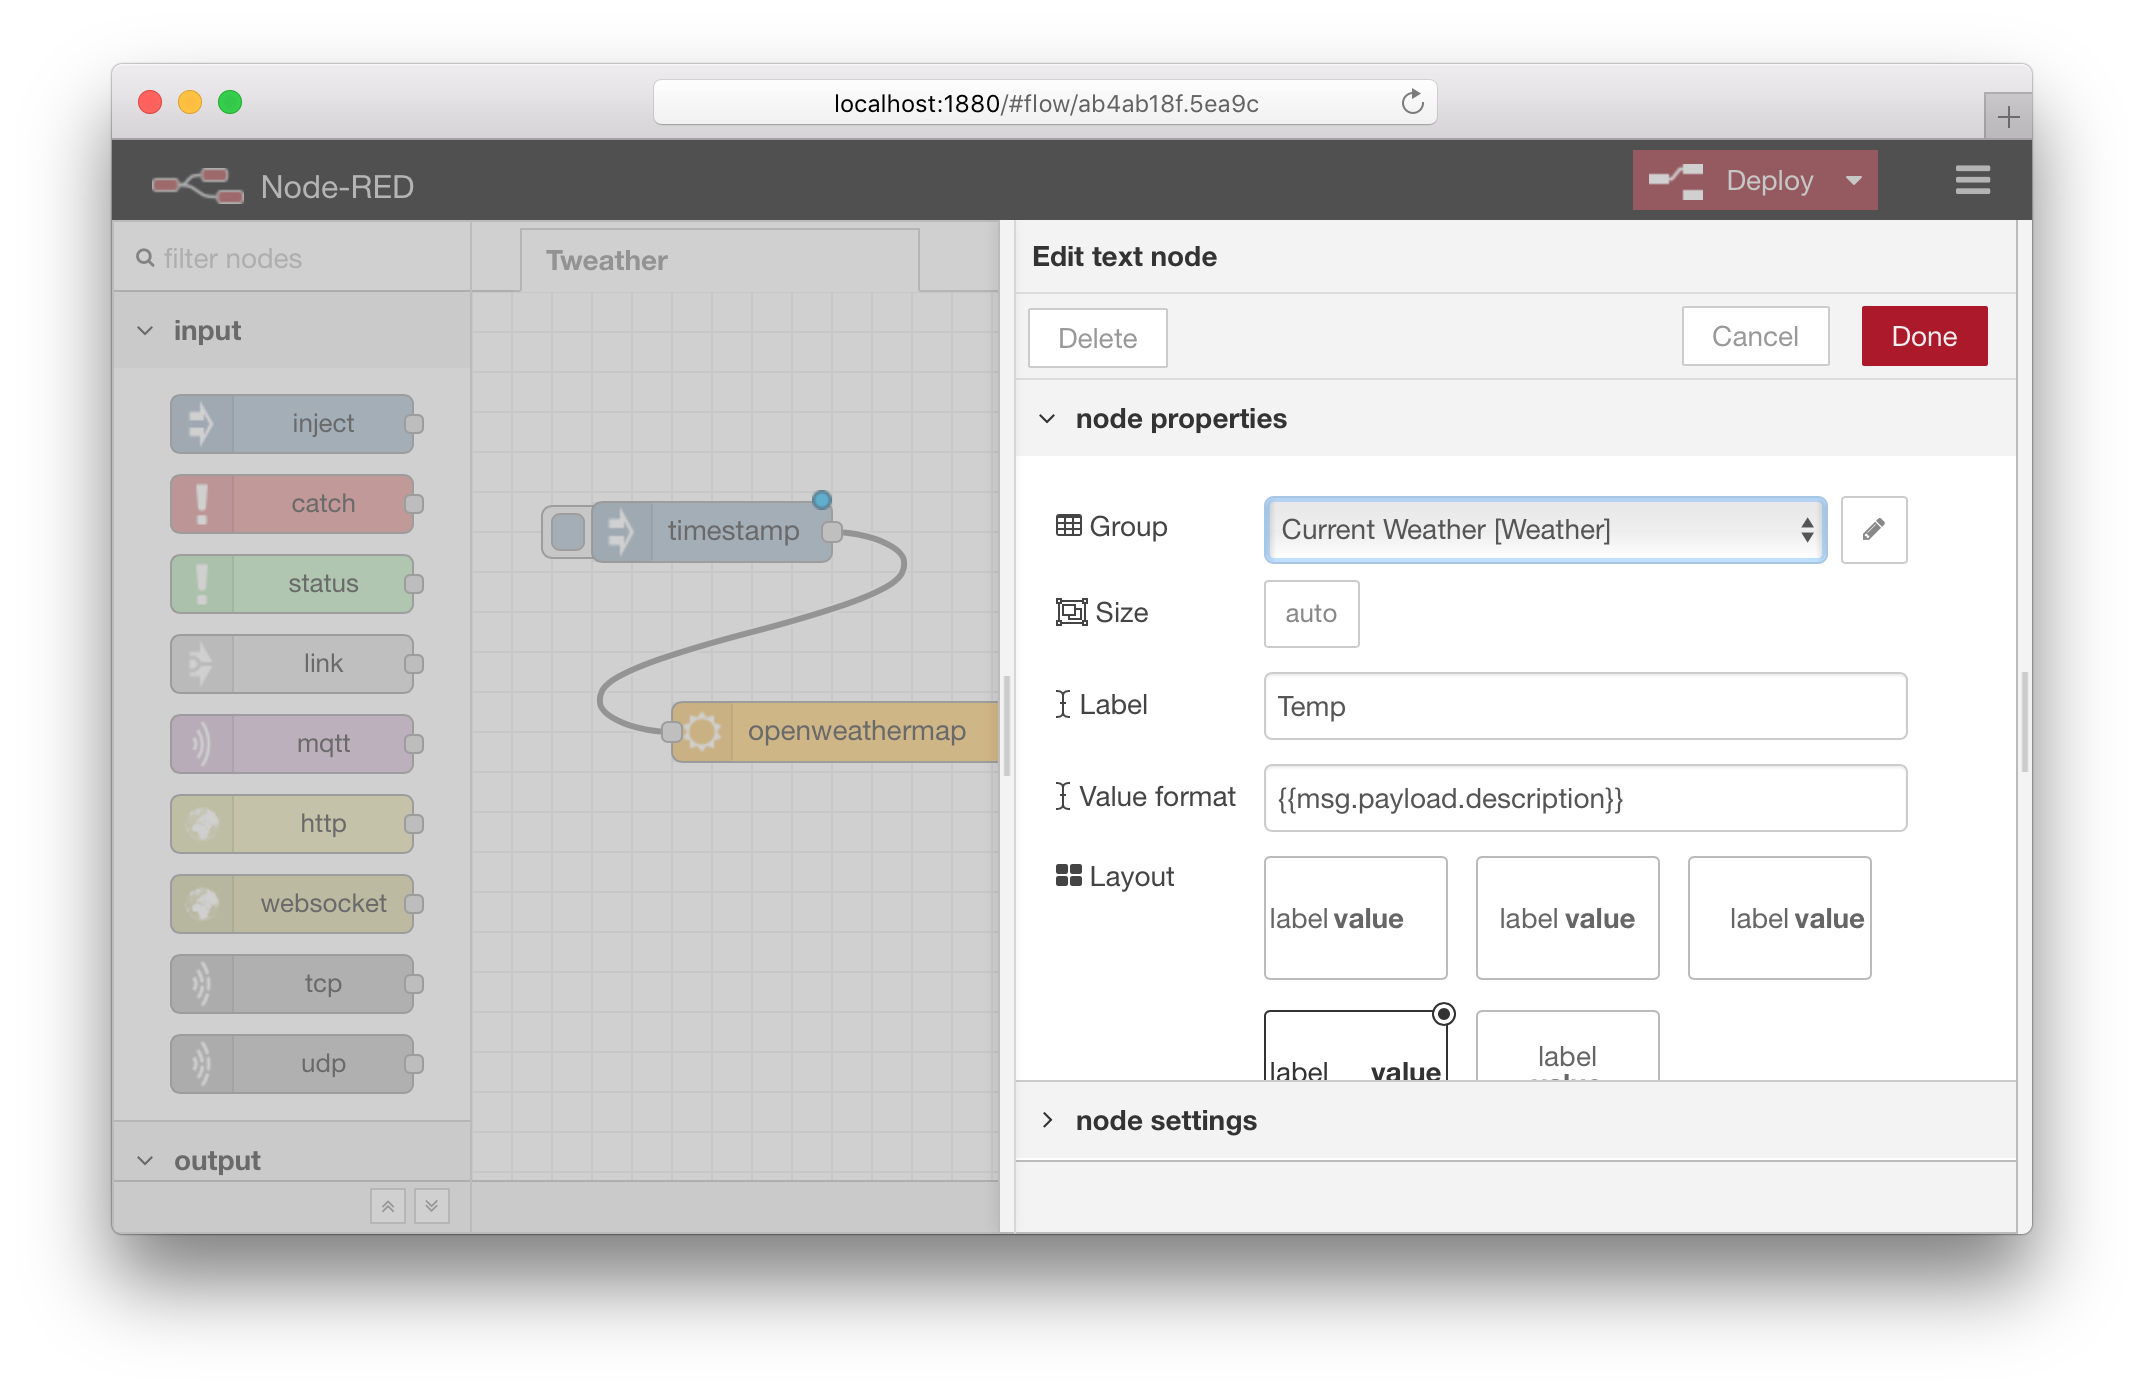 localhost:1880/#flow/ab4ab18f.5ea9c
Node-RED
Deploy
filter nodes
Tweather
input
inject
catch
status
link
mqtt
http
websocket
tcp
udp
output
timestamp
openweathermap
Edit text node
Delete
Cancel
Done
node properties
Group
Current Weather [Weather]
Size
auto
Label
Temp
Value format
{{msg.payload.description}}
Layout
label value
label value
label value
label value
label
value
node settings